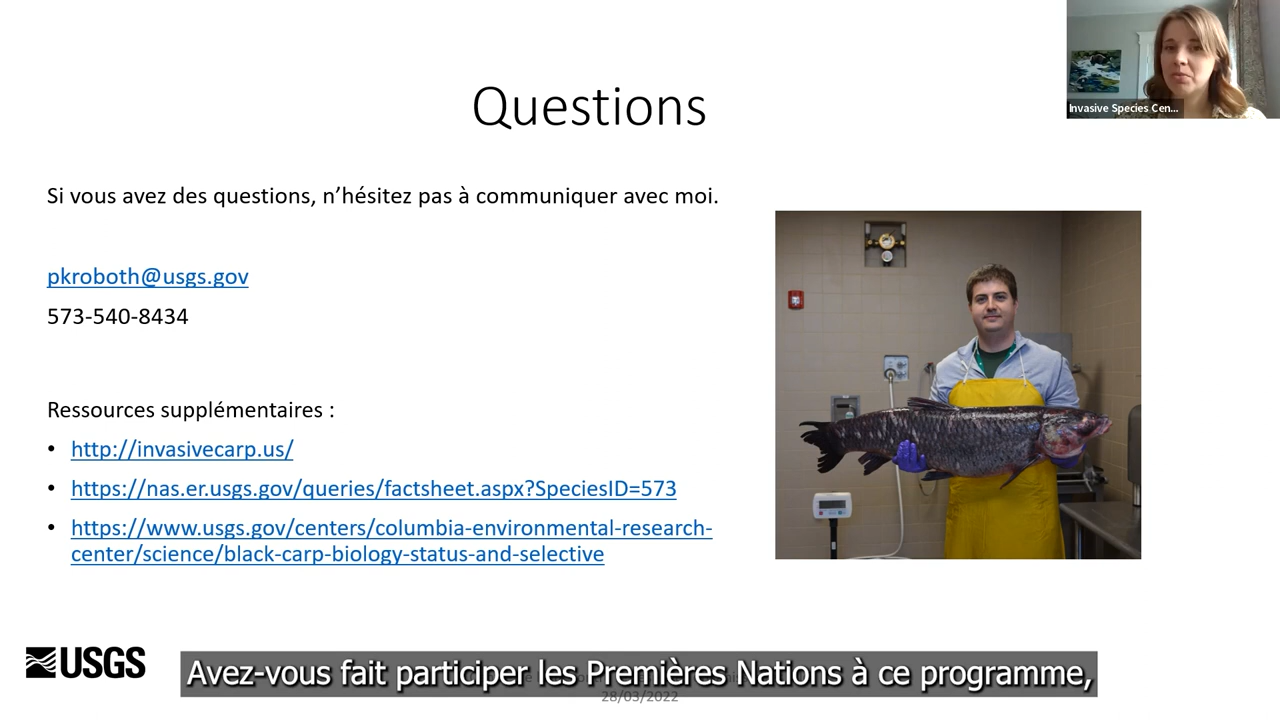 Invasive Species Cen...
Questions
Si vous avez des questions, n’hésitez pas à communiquer avec moi.
pkroboth@usgs.gov
573-540-8434
Ressources supplémentaires :
• http://invasivecarp.us/
• https://nas.er.usgs.gov/queries/factsheet.aspx?SpeciesID=573
• https://www.usgs.gov/centers/columbia-environmental-research-
center/science/black-carp-biology-status-and-selective
USGS
Avez-vous fait participer les Premières Nations à ce programme,
28/03/2022